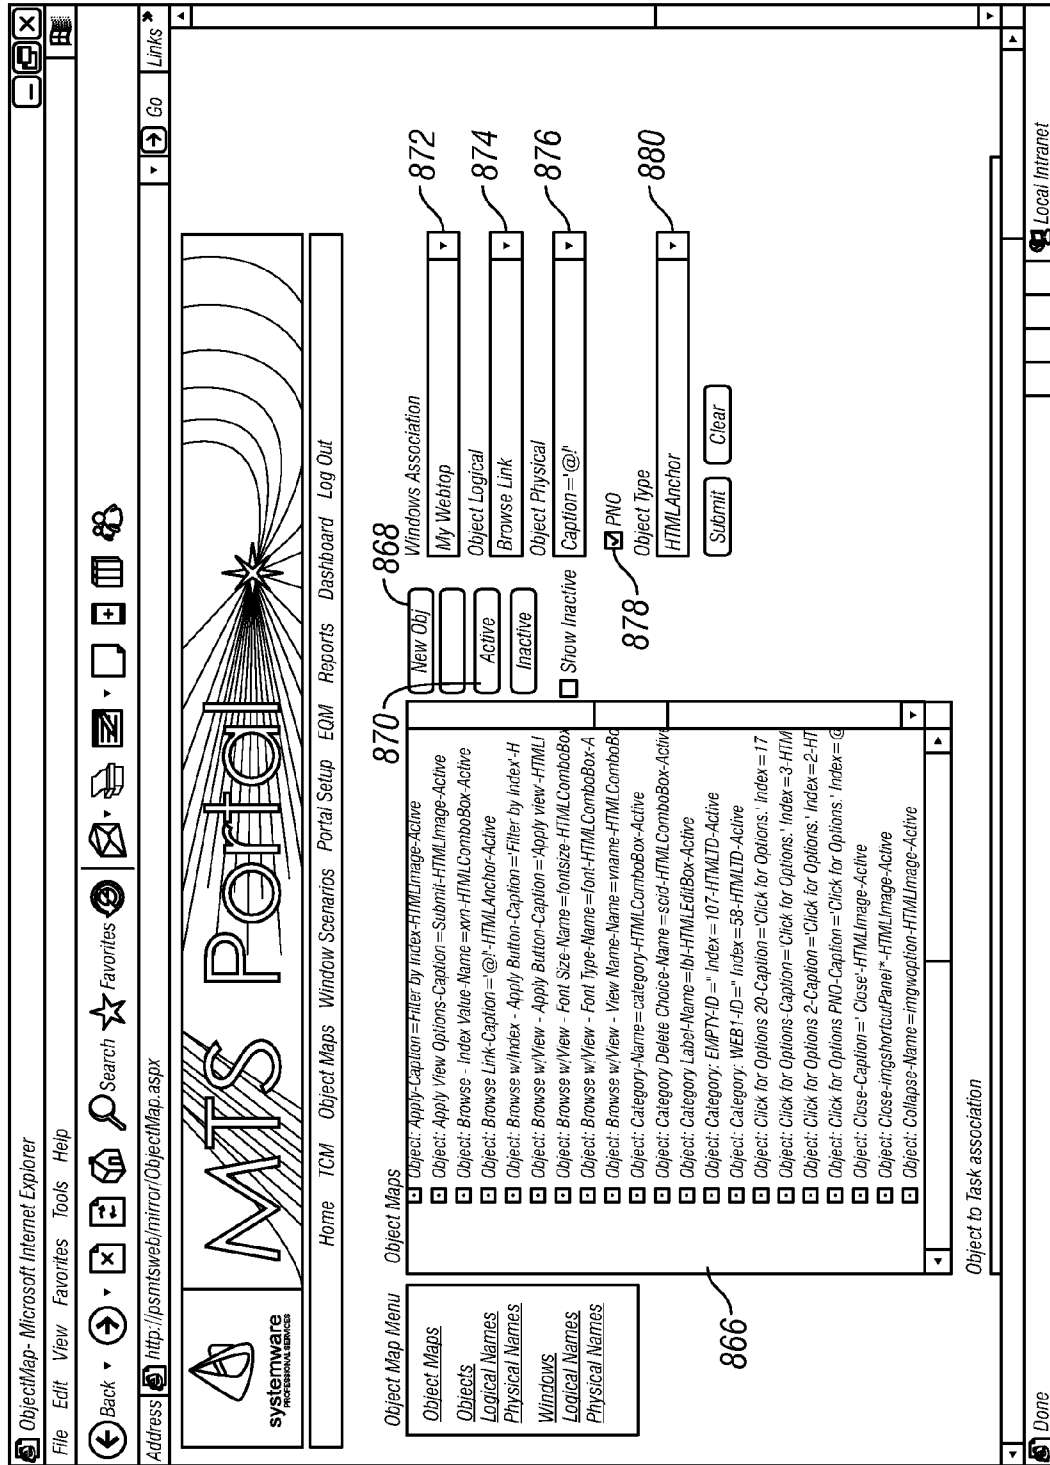 ObjectMap- Microsoft Internet Explorer
File Edit View Favorites Tools Help
Back Search Favorites
Address http://psmtsweb/mirror/ObjectMap.aspx Go Links »
systemware
PROFESSIONAL SERVICES
MTS Portal
Home TCM Object Maps Window Scenarios Portal Setup EQM Reports Dashboard Log Out
Object Map Menu
Object Maps
Objects
Logical Names
Physical Names
Windows
Logical Names
Physical Names
Object Maps
Object: Apply-Caption=Filter by Index-HTMLImage-Active
Object: Apply View Options-Caption=Submit-HTMLImage-Active
Object: Browse - Index Value-Name=xvn-HTMLComboBox-Active
Object: Browse Link-Caption='@!'-HTMLAnchor-Active
Object: Browse w/Index - Apply Button-Caption='Filter by Index'-H
Object: Browse w/View - Apply Button-Caption='Apply view'-HTML!
Object: Browse w/View - Font Size-Name=fontsize-HTMLComboBox
Object: Browse w/View - Font Type-Name=font-HTMLComboBox-A
Object: Browse w/View - View Name-Name=vname-HTMLComboBo
Object: Category-Name=category-HTMLComboBox-Active
Object: Category Delete Choice-Name=scid-HTMLComboBox-Active
Object: Category Label-Name=lbl-HTMLEditBox-Active
Object: Category: EMPTY-ID='' Index=107-HTMLTD-Active
Object: Category: WEB1-ID='' Index=58-HTMLTD-Active
Object: Click for Options 20-Caption='Click for Options.' Index=17
Object: Click for Options-Caption='Click for Options.' Index=3-HTM
Object: Click for Options 2-Caption='Click for Options.' Index=2-HT
Object: Click for Options PNO-Caption='Click for Options.' Index=@
Object: Close-Caption=' Close'-HTMLImage-Active
Object: Close-imgshortcutPanel*-HTMLImage-Active
Object: Collapse-Name=imgwoption-HTMLImage-Active
866
870
868
New Obj
Active
Inactive
Show Inactive
Windows Association
My Webtop
872
Object Logical
Browse Link
874
Object Physical
Caption='@!'
876
878
PNO
Object Type
HTMLAnchor
880
Submit Clear
Object to Task association
Done Local Intranet